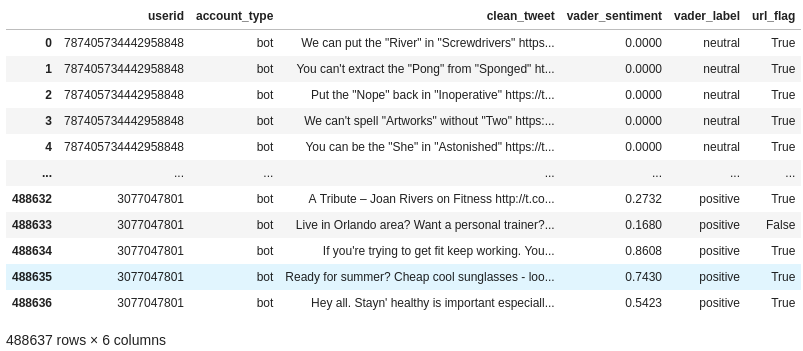 userid account_type clean_tweet vader_sentiment vader_label url_flag
0 787405734442958848 bot We can put the "River" in "Screwdrivers" https... 0.0000 neutral True
1 787405734442958848 bot You can't extract the "Pong" from "Sponged" ht... 0.0000 neutral True
2 787405734442958848 bot Put the "Nope" back in "Inoperative" https://t... 0.0000 neutral True
3 787405734442958848 bot We can't spell "Artworks" without "Two" https:... 0.0000 neutral True
4 787405734442958848 bot You can be the "She" in "Astonished" https://t... 0.0000 neutral True
... ... ... ... ... ... ...
488632 3077047801 bot A Tribute – Joan Rivers on Fitness http://t.co... 0.2732 positive True
488633 3077047801 bot Live in Orlando area? Want a personal trainer?... 0.1680 positive False
488634 3077047801 bot If you're trying to get fit keep working. You... 0.8608 positive True
488635 3077047801 bot Ready for summer? Cheap cool sunglasses - loo... 0.7430 positive True
488636 3077047801 bot Hey all. Stayn' healthy is important especiall... 0.5423 positive True
488637 rows × 6 columns